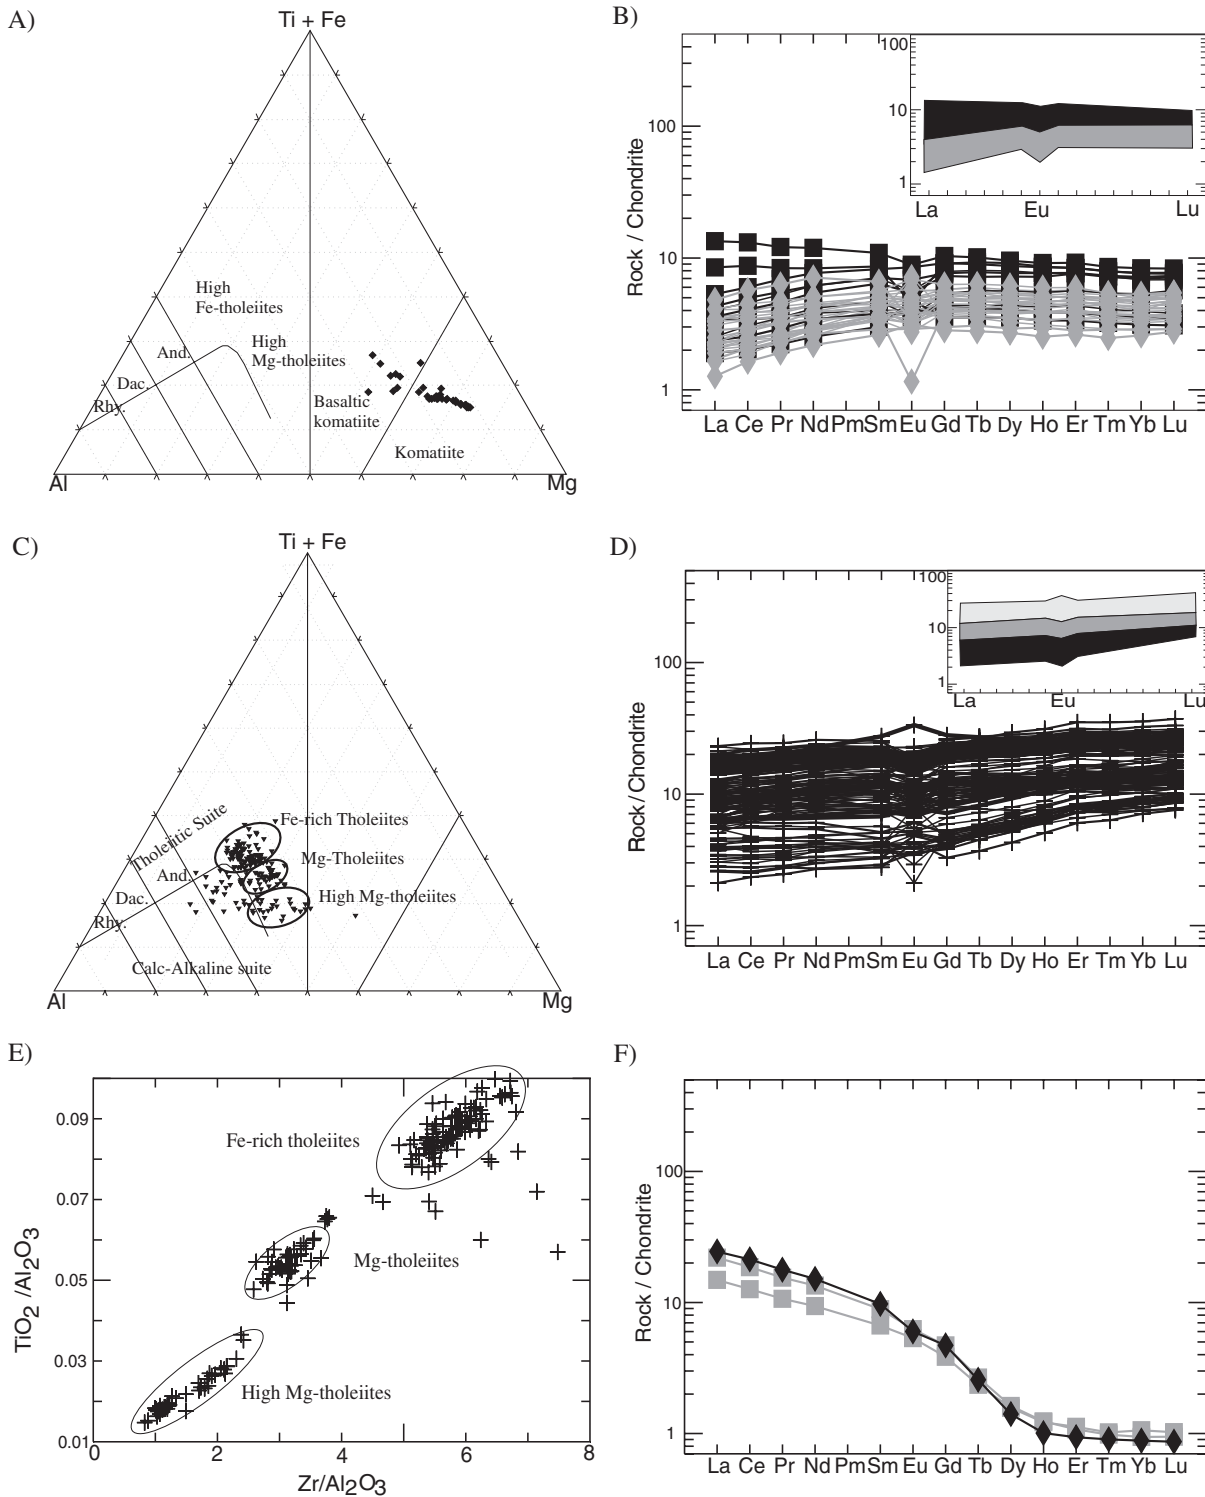 A)
Ti + Fe
High
Fe-tholeiites
High
Mg-tholeiites
And.
Dac.
Rhy.
Basaltic
komatiite
Komatiite
Al
Mg
B)
Rock / Chondrite
100
10
1
100
10
1
La
Eu
Lu
La Ce Pr Nd Pm Sm Eu Gd Tb Dy Ho Er Tm Yb Lu
C)
Ti + Fe
Tholeiitic Suite
Fe-rich Tholeiites
Mg-Tholeiites
And.
Dac.
High Mg-tholeiites
Rhy.
Calc-Alkaline suite
Al
Mg
D)
Rock/Chondrite
100
10
1
100
10
1
La
Eu
Lu
La Ce Pr Nd Pm Sm Eu Gd Tb Dy Ho Er Tm Yb Lu
E)
TiO2 /Al2O3
0.09
0.07
0.05
0.03
0.01
Fe-rich tholeiites
Mg-tholeiites
High Mg-tholeiites
0 2 4 6 8
Zr/Al2O3
F)
Rock / Chondrite
100
10
1
La Ce Pr Nd Pm Sm Eu Gd Tb Dy Ho Er Tm Yb Lu